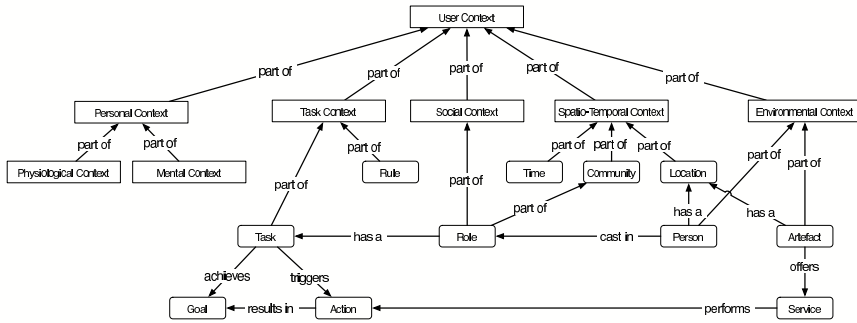 User Context
part of part of part of part of part of
Personal Context Task Context Social Context Spatio-Temporal Context Environmental Context
part of part of part of part of part of part of part of part of
Physiological Context Mental Context Rule Time Community Location
part of part of part of has a has a
Task has a Role cast in Person Artefact
achieves triggers offers
Goal results in Action performs Service